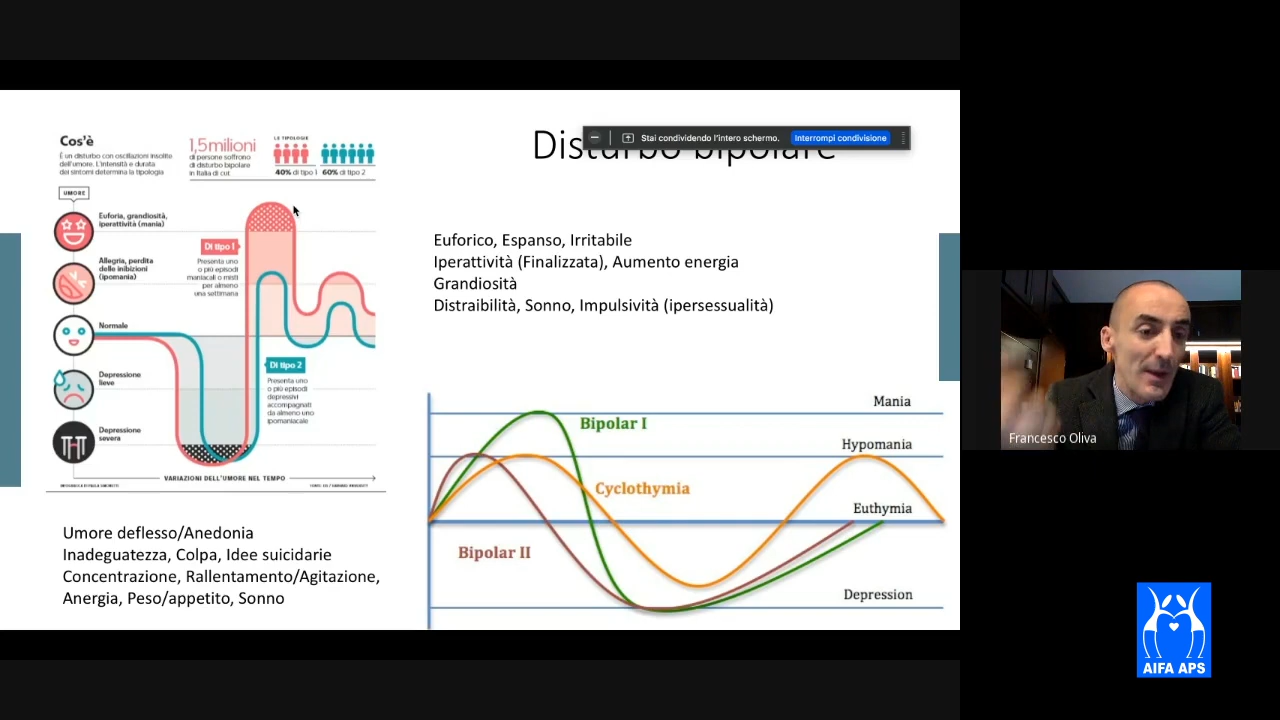 Disturbo bipolare
Stai condividendo l'intero schermo.
Interrompi condivisione
Cos'è
È un disturbo con oscillazioni insolite
dell'umore. L'intensità e durata
dei sintomi determina la tipologia
1,5milioni
di persone soffrono
di disturbo bipolare
in Italia di cui
LE TIPOLOGIE
40% di tipo 1
60% di tipo 2
UMORE
Euforia, grandiosità,
iperattività (mania)
Allegria, perdita
delle inibizioni
(ipomania)
Normale
Depressione
lieve
Depressione
severa
Di tipo 1
Presenta uno
o più episodi
maniacali o misti
per almeno
una settimana
Di tipo 2
Presenta uno
o più episodi
depressivi
accompagnati
da almeno uno
ipomaniacale
VARIAZIONI DELL'UMORE NEL TEMPO
Euforico, Espanso, Irritabile
Iperattività (Finalizzata), Aumento energia
Grandiosità
Distraibilità, Sonno, Impulsività (ipersessualità)
Mania
Bipolar I
Hypomania
Cyclothymia
Euthymia
Bipolar II
Depression
Umore deflesso/Anedonia
Inadeguatezza, Colpa, Idee suicidarie
Concentrazione, Rallentamento/Agitazione,
Anergia, Peso/appetito, Sonno
Francesco Oliva
AIFA APS